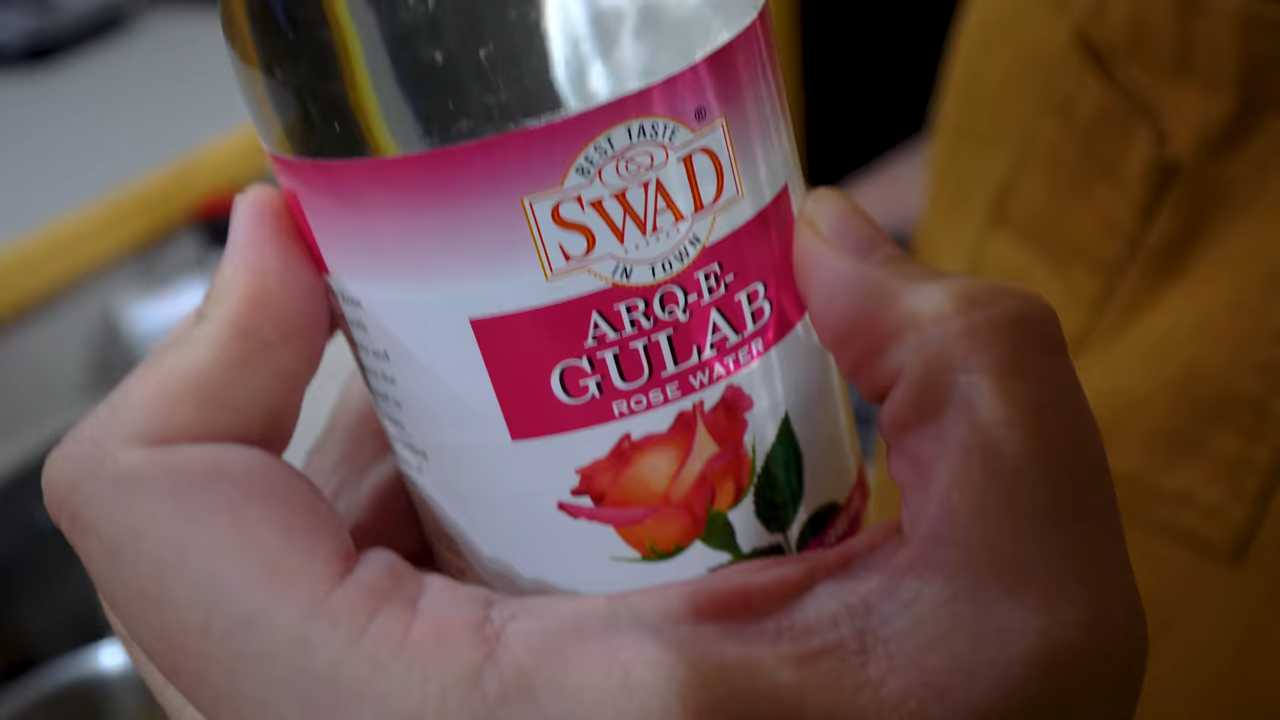 BEST TASTE
®
SWAD
IN TOWN
ARQ-E-
GULAB
ROSE WATER